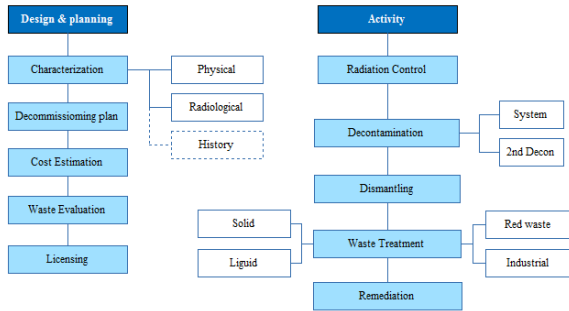 Design & planning
Characterization
Physical
Radiological
History
Decommissioming plan
Cost Estimation
Waste Evaluation
Licensing
Activity
Radiation Control
Decontamination
System
2nd Decon
Dismantling
Solid
Liguid
Waste Treatment
Red waste
Industrial
Remediation